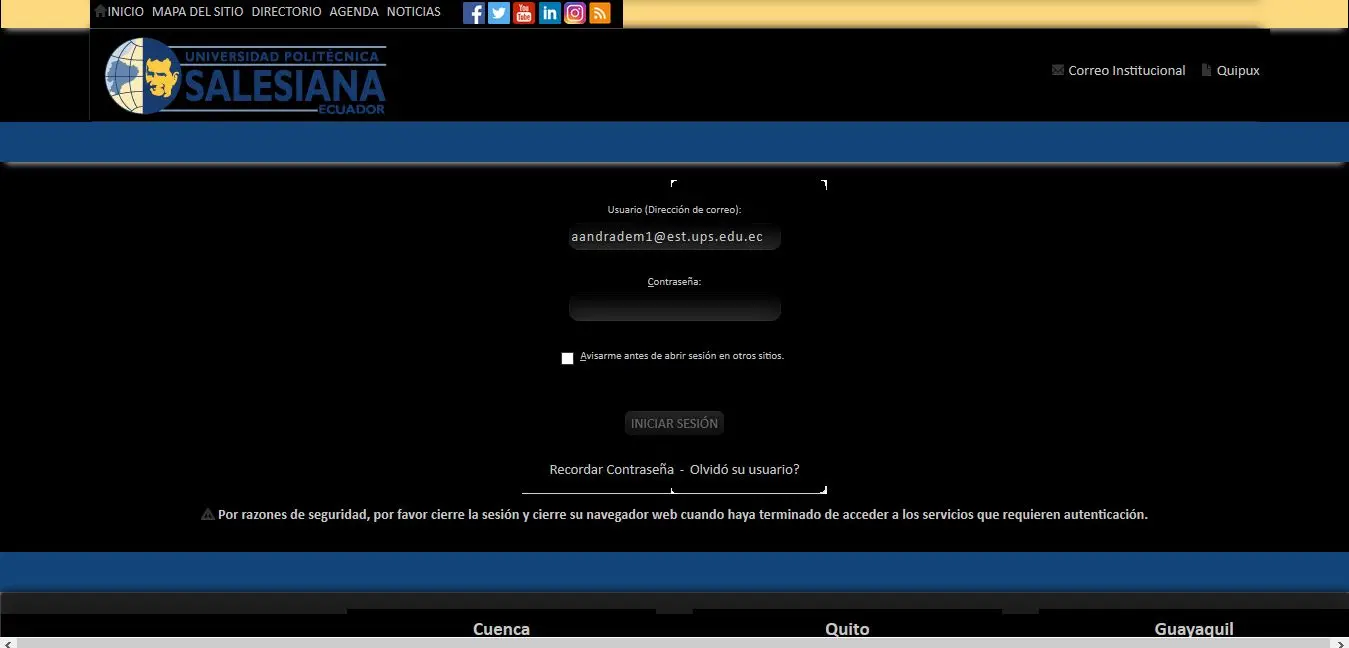 INICIO MAPA DEL SITIO DIRECTORIO AGENDA NOTICIAS
You
Tube
UNIVERSIDAD POLITÉCNICA
SALESIANA
ECUADOR
Correo Institucional Quipux
Usuario (Dirección de correo):
aandradem1@est.ups.edu.ec
Contraseña:
Avisarme antes de abrir sesión en otros sitios.
INICIAR SESIÓN
Recordar Contraseña - Olvidó su usuario?
Por razones de seguridad, por favor cierre la sesión y cierre su navegador web cuando haya terminado de acceder a los servicios que requieren autenticación.
Cuenca Quito Guayaquil